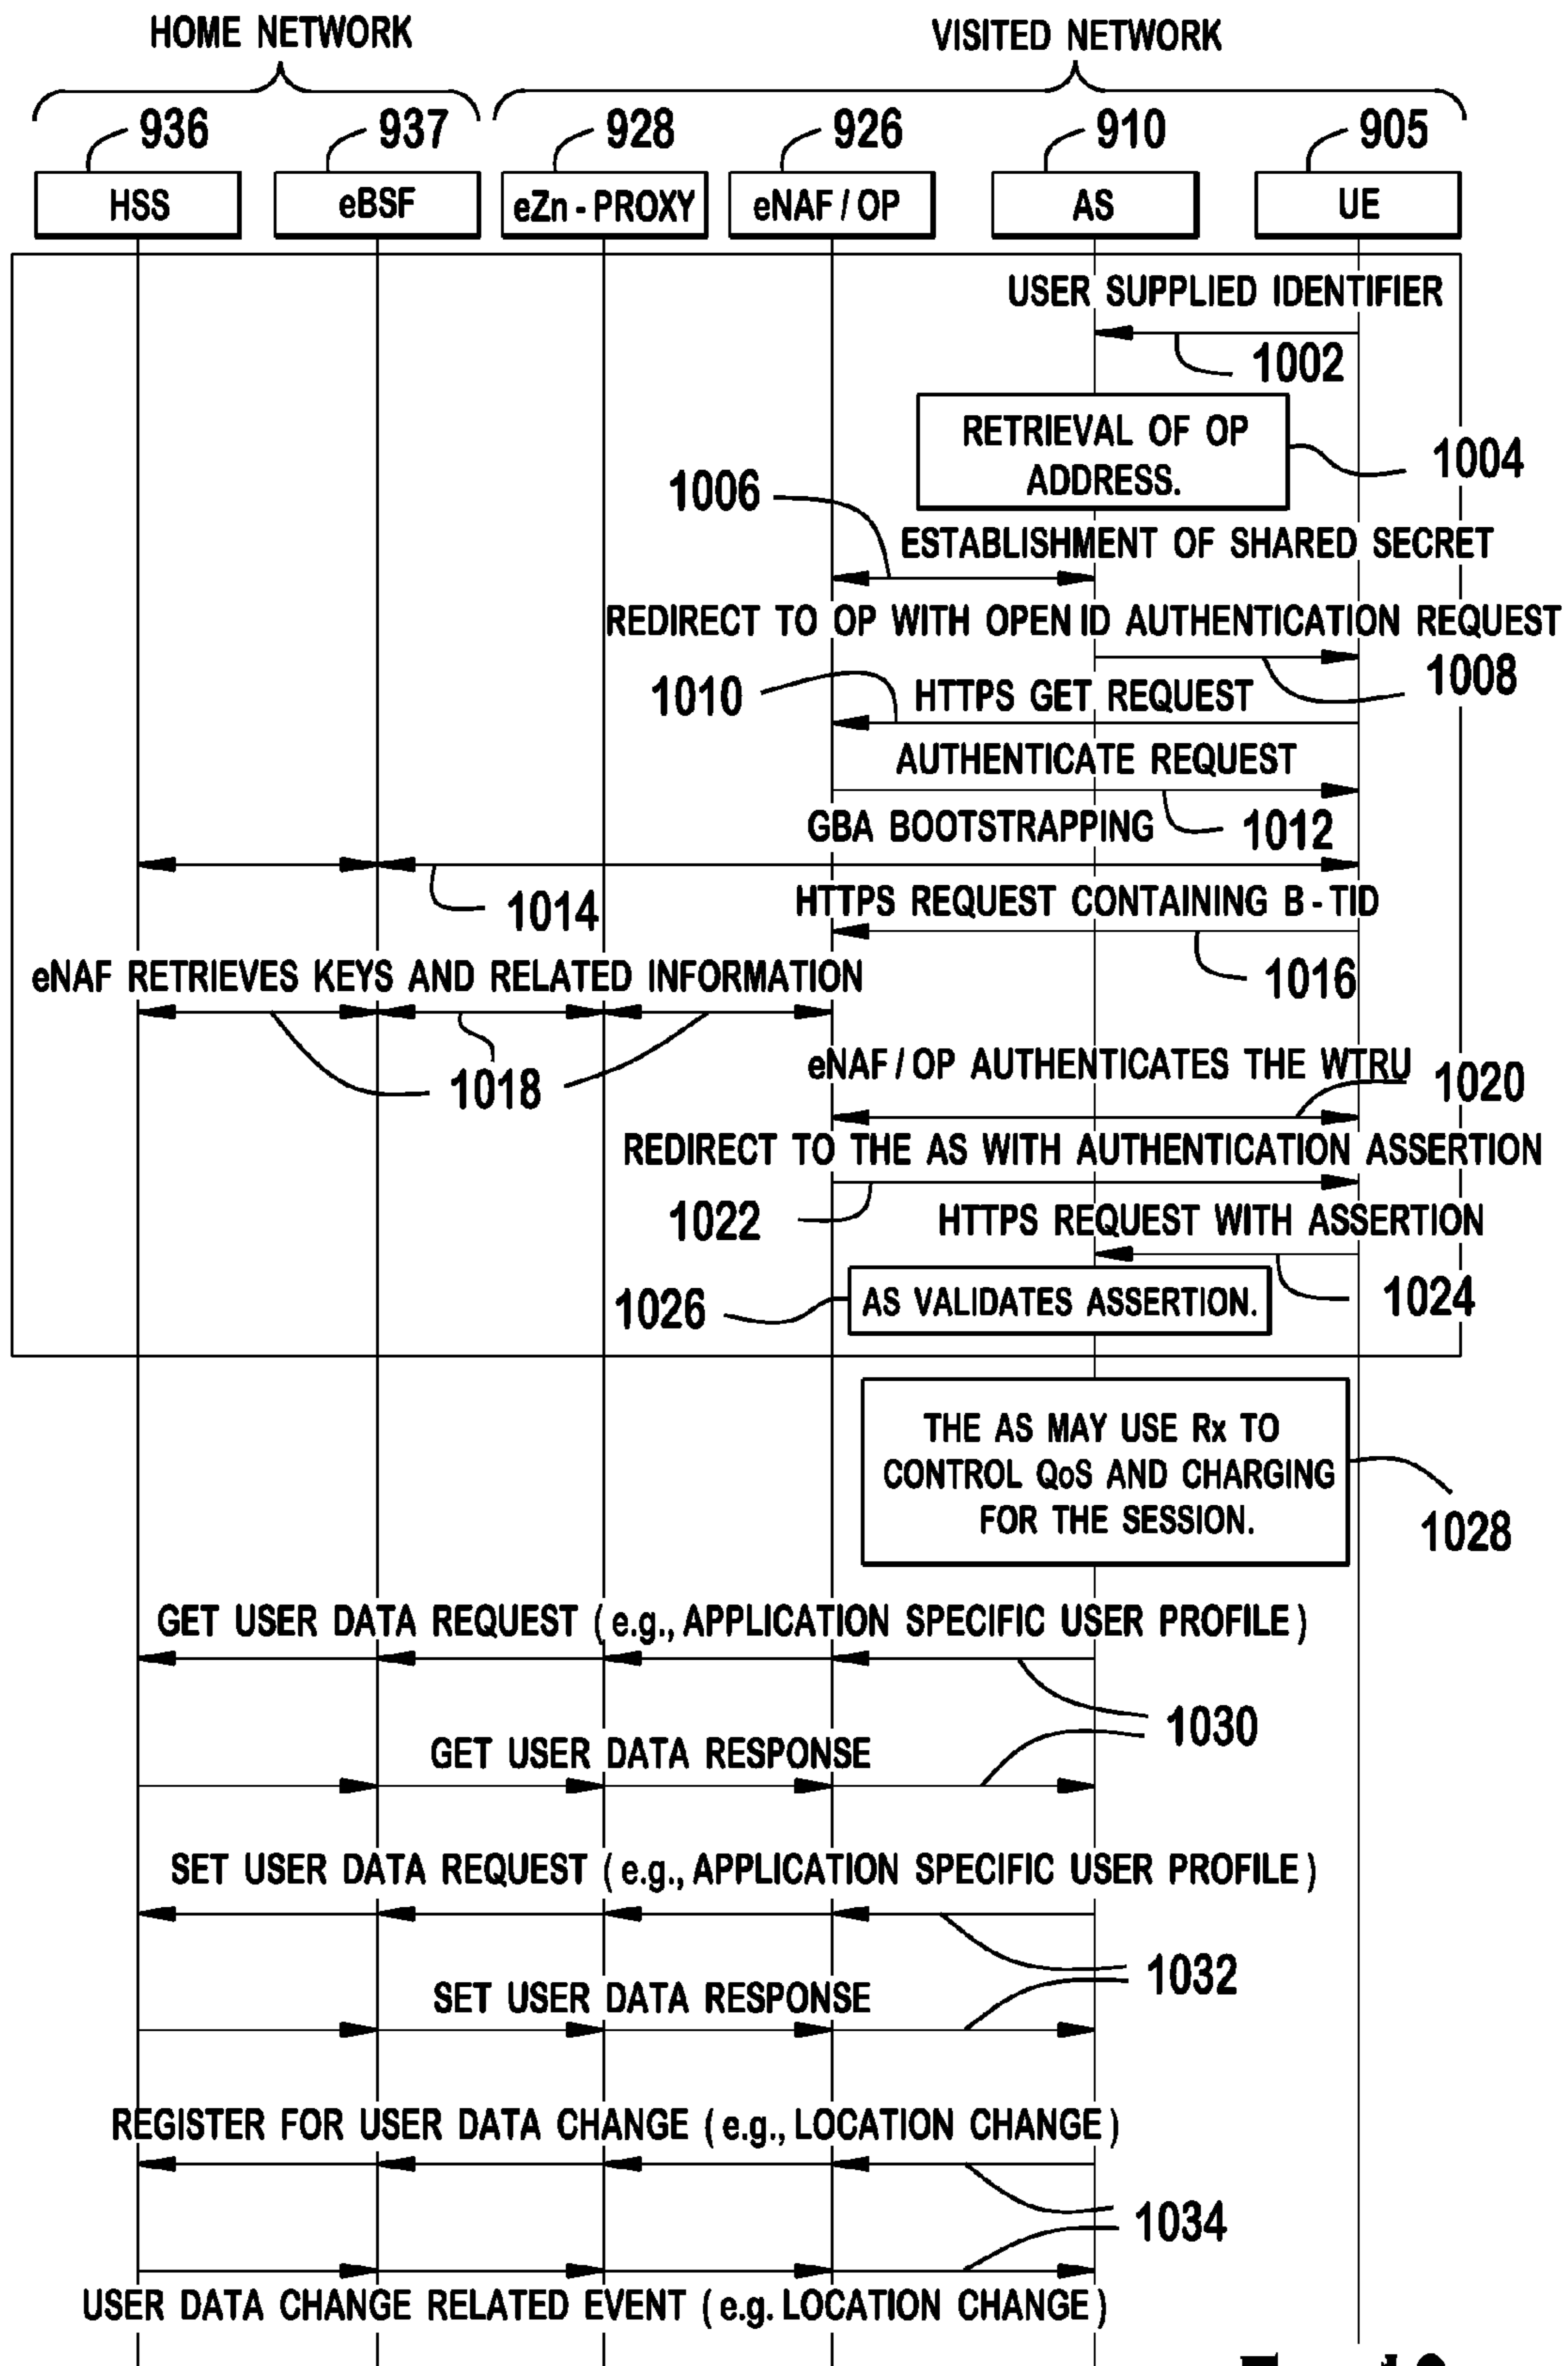 HOME NETWORK
VISITED NETWORK
936
937
928
926
910
905
HSS
eBSF
eZn - PROXY
eNAF / OP
AS
UE
USER SUPPLIED IDENTIFIER
1002
RETRIEVAL OF OP
ADDRESS.
1004
1006
ESTABLISHMENT OF SHARED SECRET
REDIRECT TO OP WITH OPEN ID AUTHENTICATION REQUEST
1008
1010
HTTPS GET REQUEST
AUTHENTICATE REQUEST
1012
GBA BOOTSTRAPPING
1014
HTTPS REQUEST CONTAINING B - TID
1016
eNAF RETRIEVES KEYS AND RELATED INFORMATION
1018
eNAF / OP AUTHENTICATES THE WTRU
1020
REDIRECT TO THE AS WITH AUTHENTICATION ASSERTION
1022
HTTPS REQUEST WITH ASSERTION
1024
1026
AS VALIDATES ASSERTION.
THE AS MAY USE Rx TO
CONTROL QoS AND CHARGING
FOR THE SESSION.
1028
GET USER DATA REQUEST ( e.g., APPLICATION SPECIFIC USER PROFILE )
1030
GET USER DATA RESPONSE
SET USER DATA REQUEST ( e.g., APPLICATION SPECIFIC USER PROFILE )
1032
SET USER DATA RESPONSE
REGISTER FOR USER DATA CHANGE ( e.g., LOCATION CHANGE )
1034
USER DATA CHANGE RELATED EVENT ( e.g. LOCATION CHANGE )